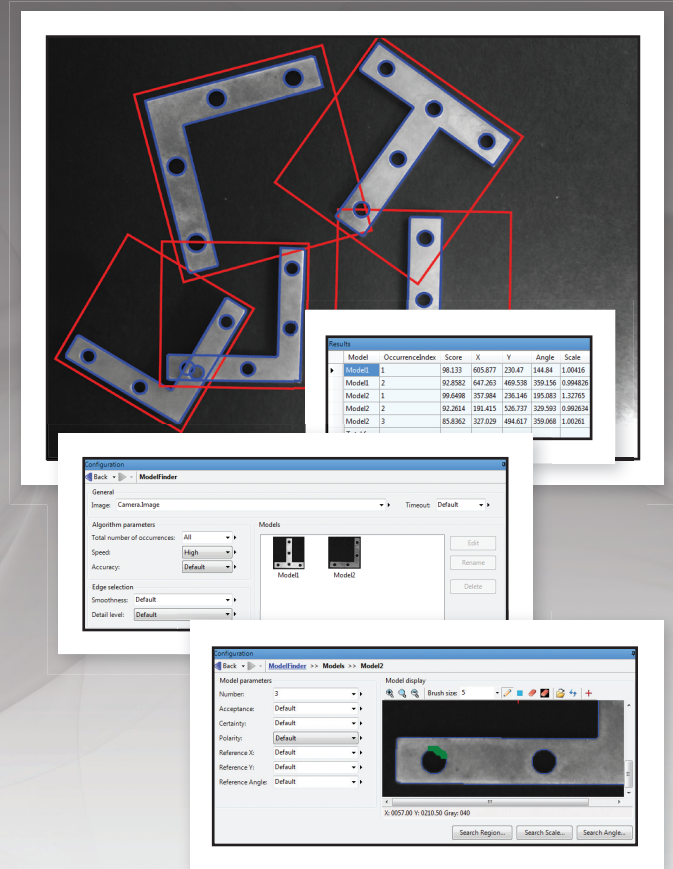 Results
Model OccurrenceIndex Score X Y Angle Scale
Model1 1 98.133 605.877 230.47 144.84 1.00416
Model1 2 92.8582 647.263 469.538 359.156 0.994826
Model2 1 99.6498 357.984 236.146 195.083 1.32765
Model2 2 92.2614 191.415 526.737 329.593 0.992634
Model2 3 85.8362 327.029 494.617 359.068 1.00261
Configuration
Back ModelFinder
General
Image: Camera.Image Timeout: Default
Algorithm parameters Models
Total number of occurrences: All Edit
Speed: High Rename
Accuracy: Default Model1 Model2
Delete
Edge selection
Smoothness: Default
Detail level: Default
Configuration
Back ModelFinder >> Models >> Model2
Model parameters Model display
Number: 3 Brush size: 5
Acceptance: Default
Certainty: Default
Polarity: Default
Reference X: Default
Reference Y: Default
Reference Angle: Default
X: 0057.00 Y: 0210.50 Gray: 040
Search Region... Search Scale... Search Angle...